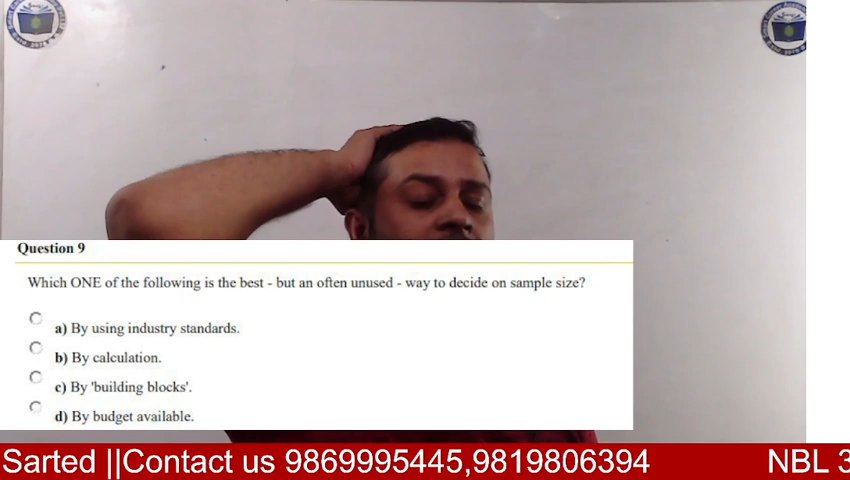 Question 9
Which ONE of the following is the best - but an often unused - way to decide on sample size?
a) By using industry standards.
b) By calculation.
c) By 'building blocks'.
d) By budget available.
Sarted ||Contact us 9869995445,9819806394 NBL 3